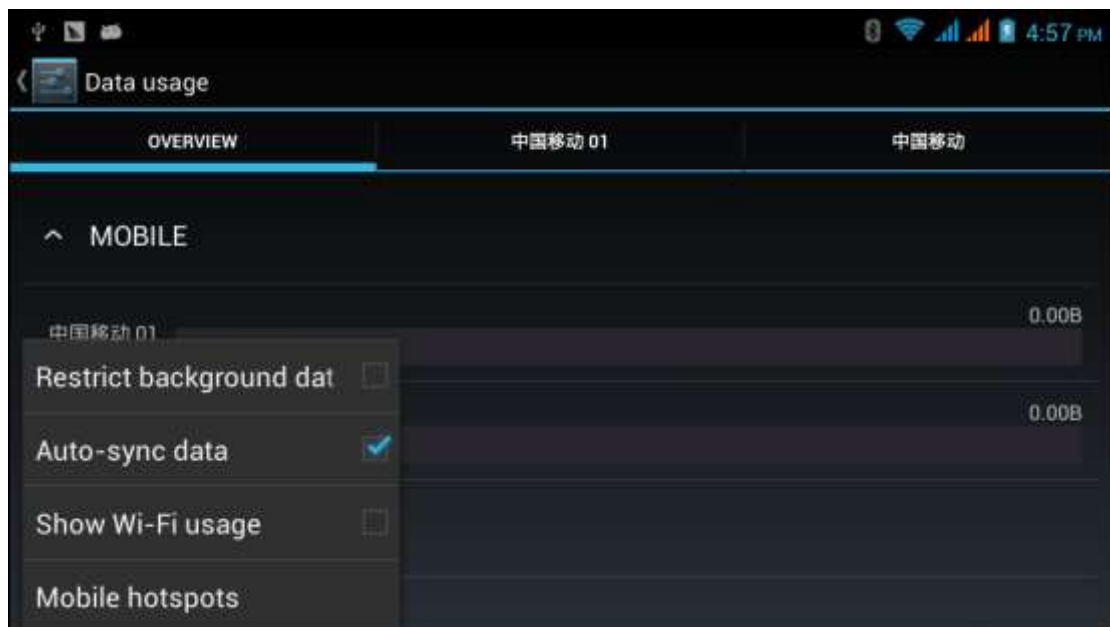 4:57 PM
Data usage
OVERVIEW
中国移动 01
中国移动
MOBILE
0.00B
中国移动 01
Restrict background dat
0.00B
Auto-sync data
Show Wi-Fi usage
Mobile hotspots